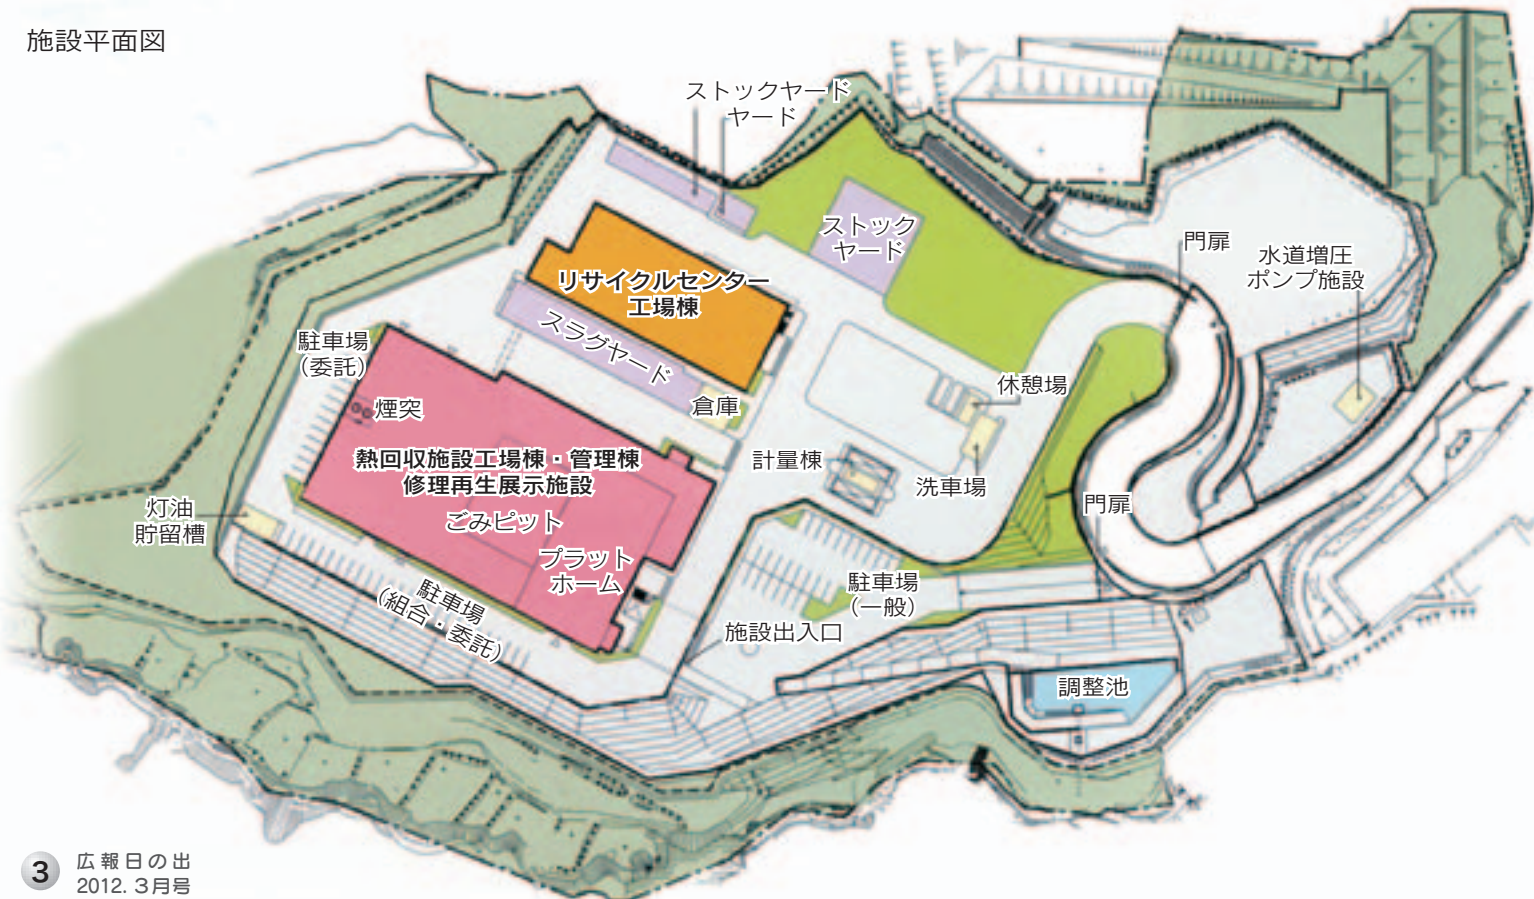 施設平面図
ストックヤード
ヤード
ストック
ヤード
門扉
水道増圧
ポンプ施設
リサイクルセンター
工場棟
スラグヤード
駐車場
（委託）
休憩場
倉庫
煙突
熱回収施設工場棟・管理棟
修理再生展示施設
計量棟
洗車場
門扉
灯油
貯留槽
ごみピット
プラット
ホーム
駐車場
（組合・委託）
駐車場
（一般）
施設出入口
調整池
3
広報日の出
2012. 3月号